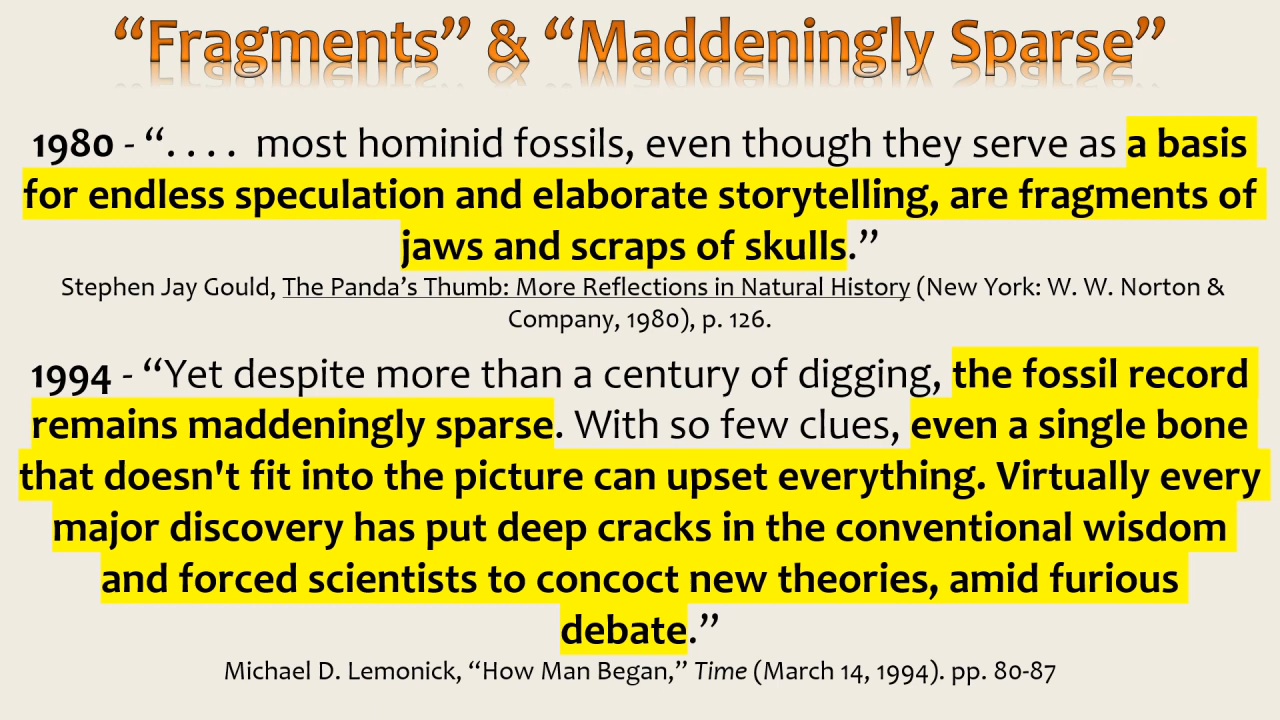 “Fragments” & “Maddeningly Sparse”
1980 - “. . . .  most hominid fossils, even though they serve as a basis
for endless speculation and elaborate storytelling, are fragments of
jaws and scraps of skulls.”
Stephen Jay Gould, The Panda’s Thumb: More Reflections in Natural History (New York: W. W. Norton &
Company, 1980), p. 126.
1994 - “Yet despite more than a century of digging, the fossil record
remains maddeningly sparse. With so few clues, even a single bone
that doesn't fit into the picture can upset everything. Virtually every
major discovery has put deep cracks in the conventional wisdom
and forced scientists to concoct new theories, amid furious
debate.”
Michael D. Lemonick, “How Man Began,” Time (March 14, 1994). pp. 80-87